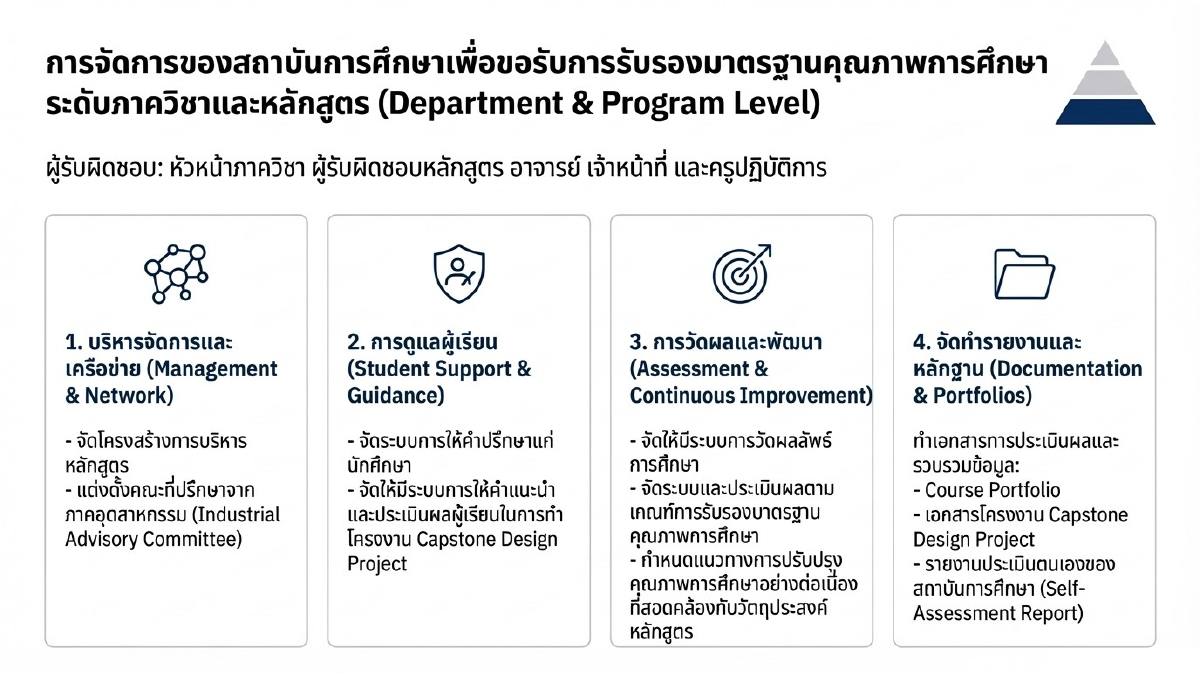 การจัดการของสถาบันการศึกษาเพื่อขอรับการรับรองมาตรฐานคุณภาพการศึกษา
ระดับภาควิชาและหลักสูตร (Department & Program Level)
ผู้รับผิดชอบ: หัวหน้าภาควิชา ผู้รับผิดชอบหลักสูตร อาจารย์ เจ้าหน้าที่ และครูปฏิบัติการ
1. บริหารจัดการและ
เครือข่าย (Management
& Network)
- จัดโครงสร้างการบริหาร
หลักสูตร
- แต่งตั้งคณะที่ปรึกษาจาก
ภาคอุตสาหกรรม (Industrial
Advisory Committee)
2. การดูแลผู้เรียน
(Student Support &
Guidance)
- จัดระบบการให้คำปรึกษาแก่
นักศึกษา
- จัดให้มีระบบการให้คำแนะนำ
และประเมินผลผู้เรียนในการทำ
โครงงาน Capstone Design
Project
3. การวัดผลและพัฒนา
(Assessment &
Continuous Improvement)
- จัดให้มีระบบการวัดผลลัพธ์
การศึกษา
- จัดระบบและประเมินผลตาม
เกณฑ์การรับรองมาตรฐาน
คุณภาพการศึกษา
- กำหนดแนวทางการปรับปรุง
คุณภาพการศึกษาอย่างต่อเนื่อง
ที่สอดคล้องกับวัตถุประสงค์
หลักสูตร
4. จัดทำรายงานและ
หลักฐาน (Documentation
& Portfolios)
ทำเอกสารการประเมินผลและ
รวบรวมข้อมูล:
- Course Portfolio
- เอกสารโครงงาน Capstone
Design Project
- รายงานประเมินตนเองของ
สถาบันการศึกษา (Self-
Assessment Report)